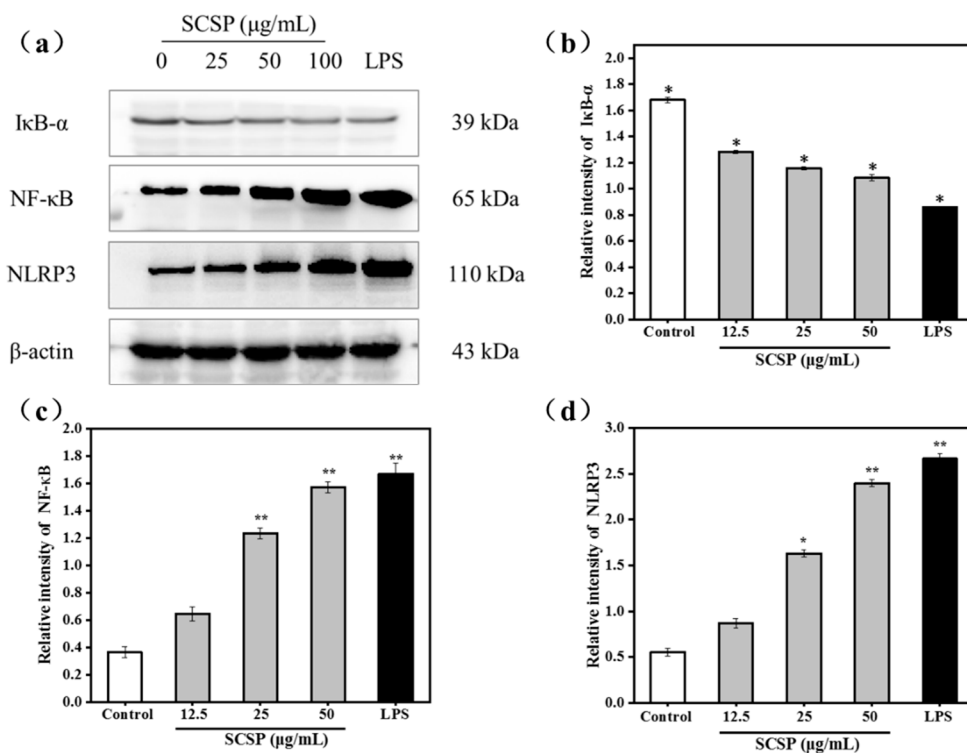 (a)
SCSP (μg/mL)
0 25 50 100 LPS
IκB-α 39 kDa
NF-κB 65 kDa
NLRP3 110 kDa
β-actin 43 kDa
(b)
Relative intensity of IκB-α
2.0
1.8
1.6
1.4
1.2
1.0
0.8
0.6
0.4
0.2
0.0
* * * * *
Control 12.5 25 50 LPS
SCSP (μg/mL)
(c)
Relative intensity of NF-κB
2.0
1.8
1.6
1.4
1.2
1.0
0.8
0.6
0.4
0.2
0.0
** ** **
Control 12.5 25 50 LPS
SCSP (μg/mL)
(d)
Relative intensity of NLRP3
3.0
2.5
2.0
1.5
1.0
0.5
0.0
* ** **
Control 12.5 25 50 LPS
SCSP (μg/mL)